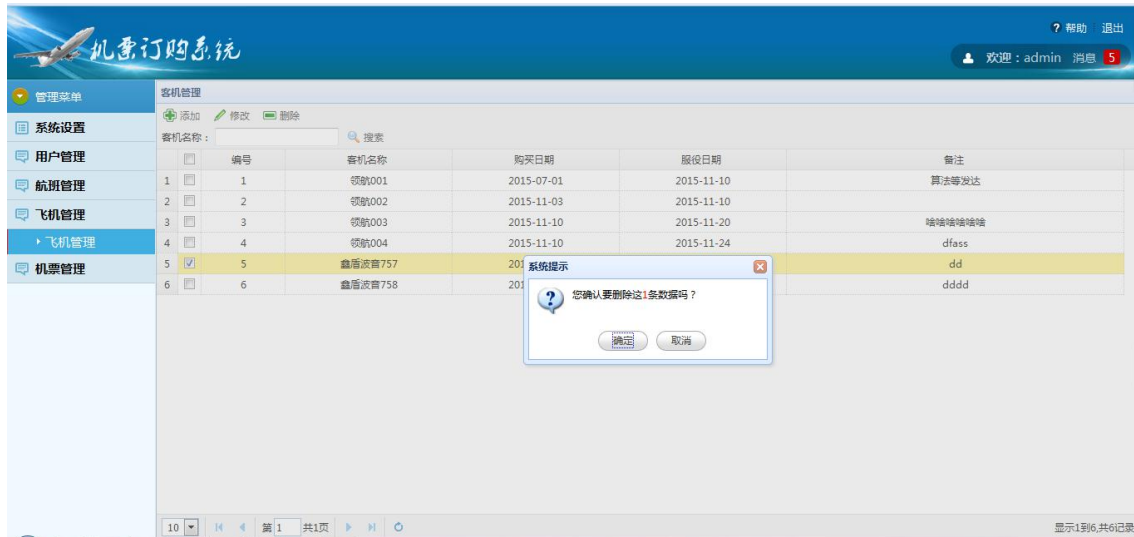 ? 帮助 退出
机票订购系统
欢迎：admin 消息 5
管理菜单
系统设置
用户管理
航班管理
飞机管理
飞机管理
机票管理
客机管理
添加 修改 删除
客机名称： 搜索
编号 客机名称 购买日期 服役日期 备注
1 1 领航001 2015-07-01 2015-11-10 算法等发达
2 2 领航002 2015-11-03 2015-11-10
3 3 领航003 2015-11-10 2015-11-20 啥啥啥啥啥啥
4 4 领航004 2015-11-10 2015-11-24 dfass
5 5 鑫盾波音757 201 dd
6 6 鑫盾波音758 201 dddd
系统提示
您确认要删除这1条数据吗？
确定 取消
10 第 1 共1页
显示1到6,共6记录